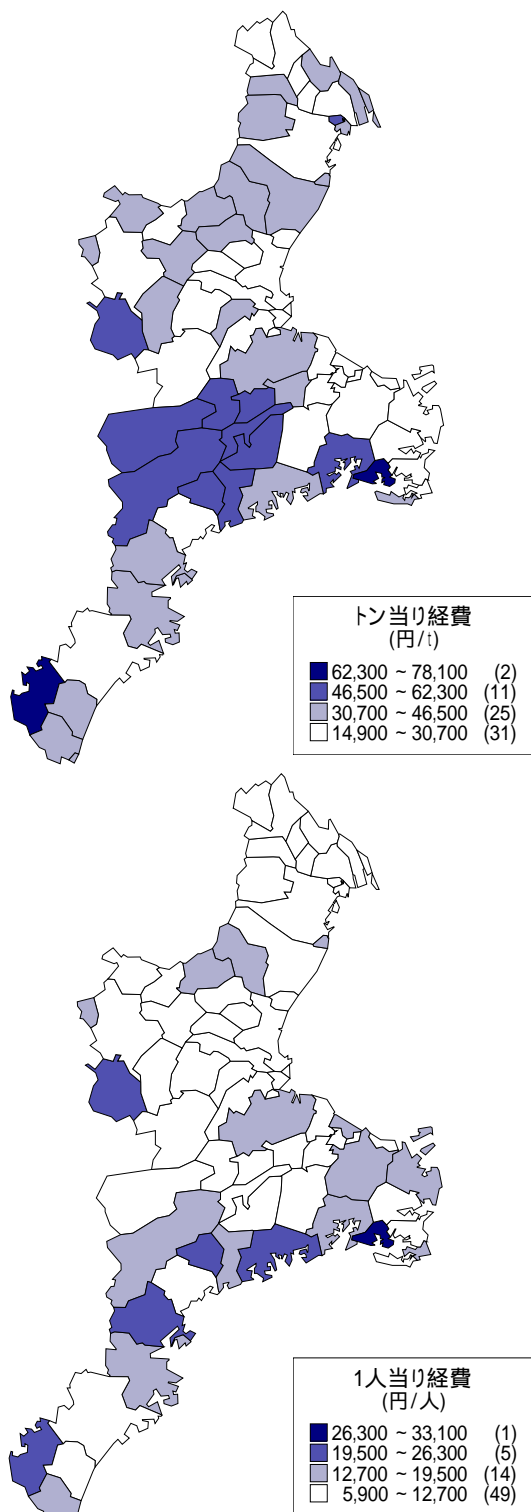 トン当り経費
(円/t)
62,300 ~ 78,100 (2)
46,500 ~ 62,300 (11)
30,700 ~ 46,500 (25)
14,900 ~ 30,700 (31)
1人当り経費
(円/人)
26,300 ~ 33,100 (1)
19,500 ~ 26,300 (5)
12,700 ~ 19,500 (14)
5,900 ~ 12,700 (49)